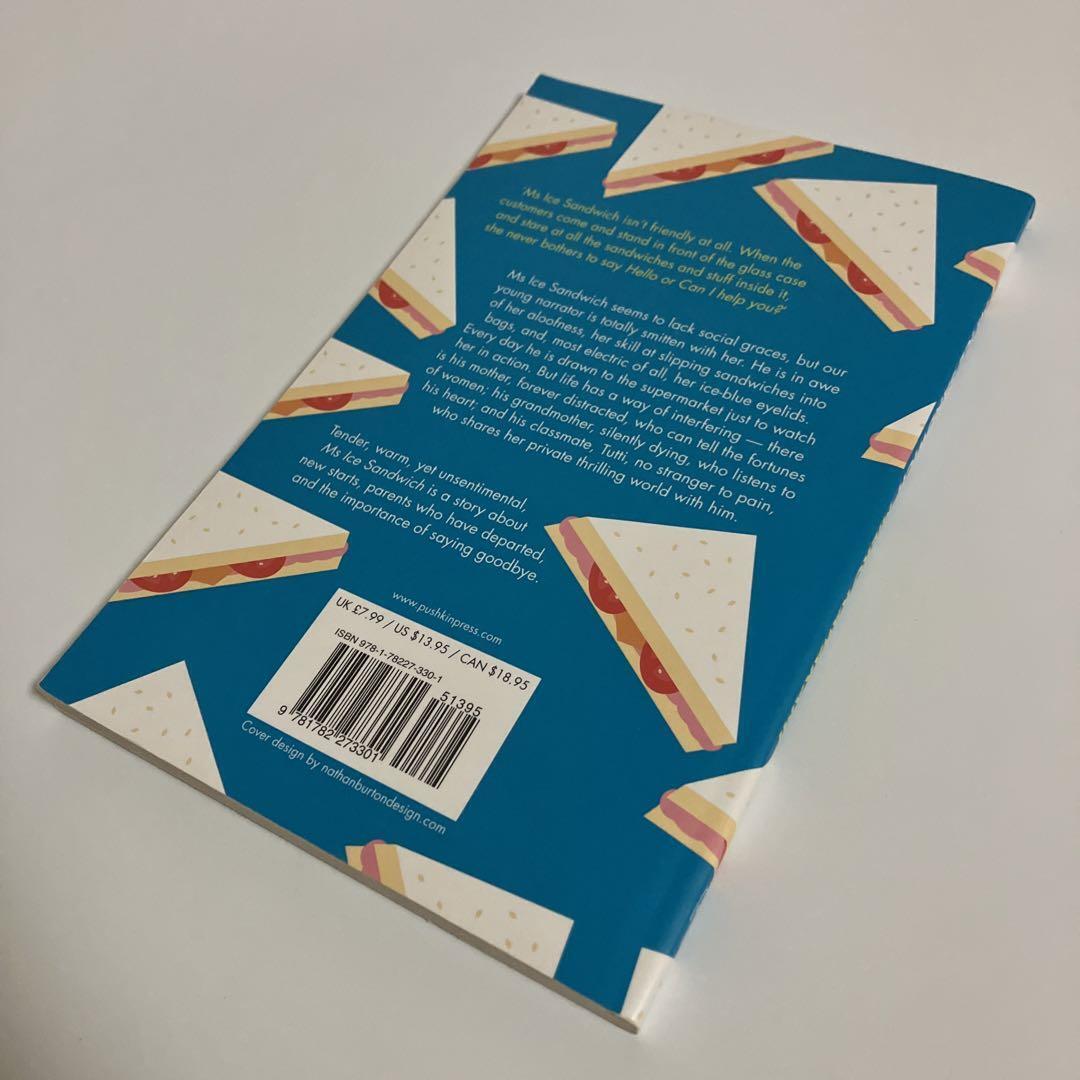 'Ms Ice Sandwich isn't friendly at all. When the
customers come and stand in front of the glass case
and stare at all the sandwiches and stuff inside it,
she never bothers to say Hello or Can I help you?'
Ms Ice Sandwich seems to lack social graces, but our
young narrator is totally smitten with her. He is in awe
of her aloofness, her skill at slipping sandwiches into
bags, and, most electric of all, her ice-blue eyelids.
Every day he is drawn to the supermarket just to watch
her in action. But life has a way of interfering — there
is his mother, forever distracted, who can tell the fortunes
of women; his grandmother, silently dying, who listens to
his heart; and his classmate, Tutti, no stranger to pain,
who shares her private thrilling world with him.
Tender, warm, yet unsentimental,
Ms Ice Sandwich is a story about
new starts, parents who have departed,
and the importance of saying goodbye.
www.pushkinpress.com
UK £7.99 / US $13.95 / CAN $18.95
ISBN 978-1-78227-330-1
51395
9 781782 273301
Cover design by nathanburtondesign.com